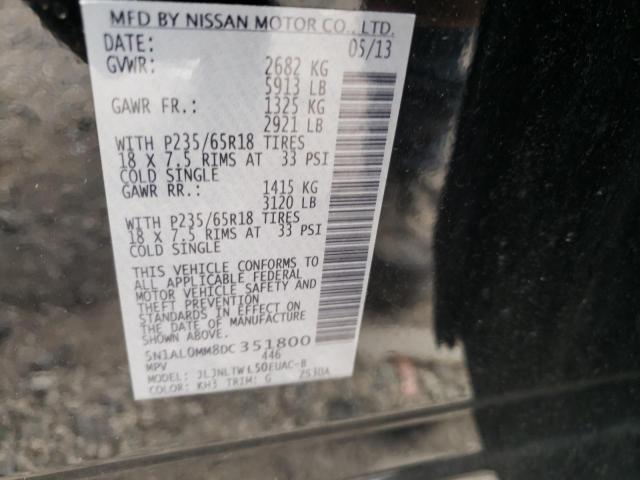 MFD BY NISSAN MOTOR CO., LTD.
DATE: 05/13
GVWR: 2682 KG
5913 LB
GAWR FR.: 1325 KG
2921 LB
WITH P235/65R18 TIRES
18 X 7.5 RIMS AT 33 PSI
COLD SINGLE
GAWR RR.: 1415 KG
3120 LB
WITH P235/65R18 TIRES
18 X 7.5 RIMS AT 33 PSI
COLD SINGLE
THIS VEHICLE CONFORMS TO
ALL APPLICABLE FEDERAL
MOTOR VEHICLE SAFETY AND
THEFT PREVENTION
STANDARDS IN EFFECT ON
THE DATE OF MANUFACTURE
SHOWN ABOVE.
5N1AL0MM8DC351800
MPV 446
MODEL: JLJNLTWL50EUAC-B
COLOR: KH3 TRIM: G Z530A